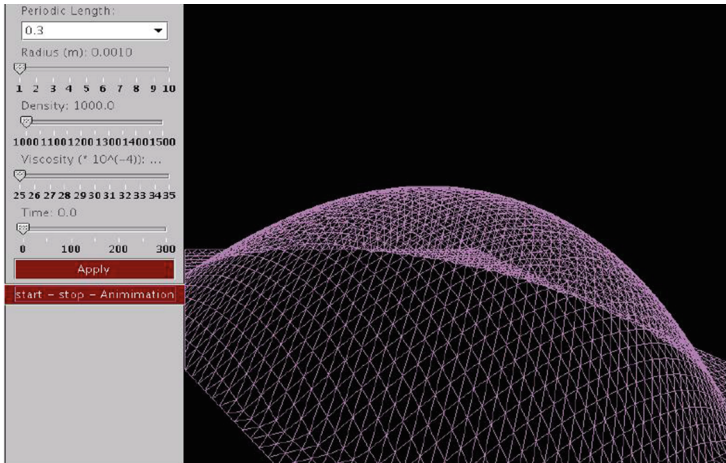 Periodic Length:
0.3
Radius (m): 0.0010
1 2 3 4 5 6 7 8 9 10
Density: 1000.0
1000 1100 1200 1300 1400 1500
Viscosity (* 10^(-4)): ...
25 26 27 28 29 30 31 32 33 34 35
Time: 0.0
0 100 200 300
Apply
start - stop - Animimation